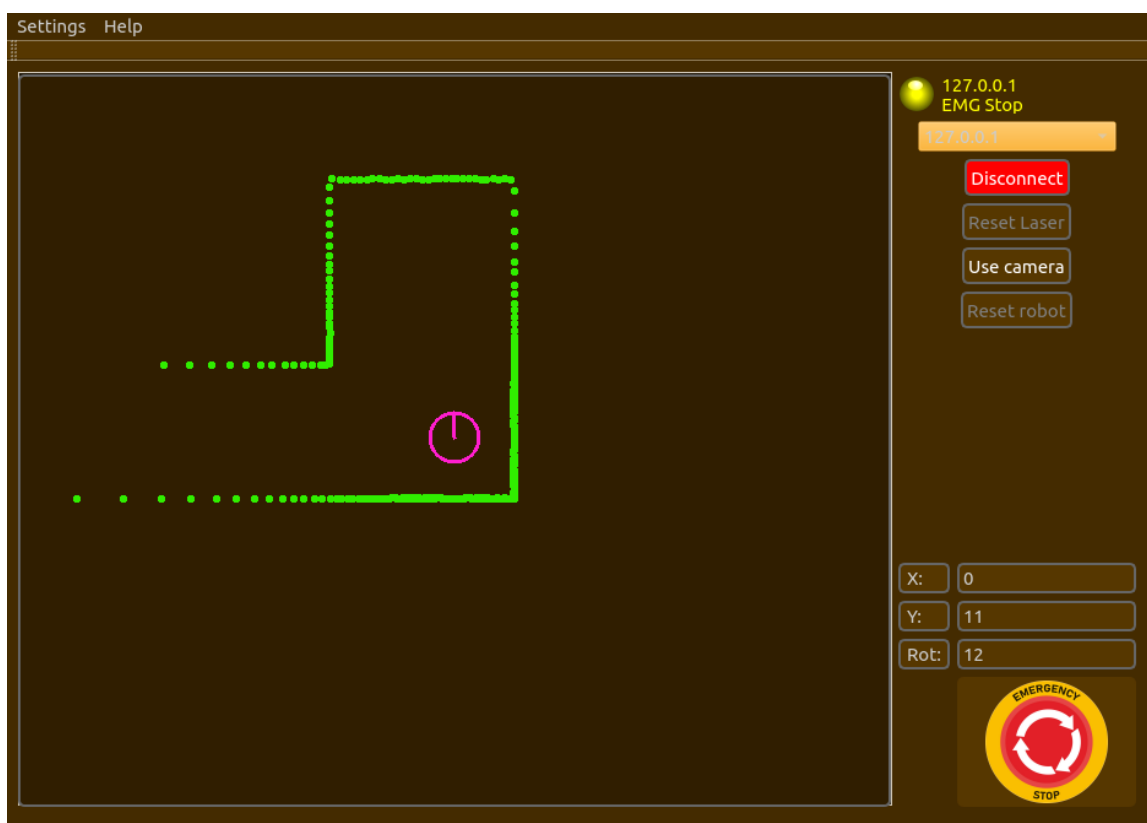 Settings Help
127.0.0.1
EMG Stop
127.0.0.1
Disconnect
Reset Laser
Use camera
Reset robot
X: 0
Y: 11
Rot: 12
EMERGENCY
STOP